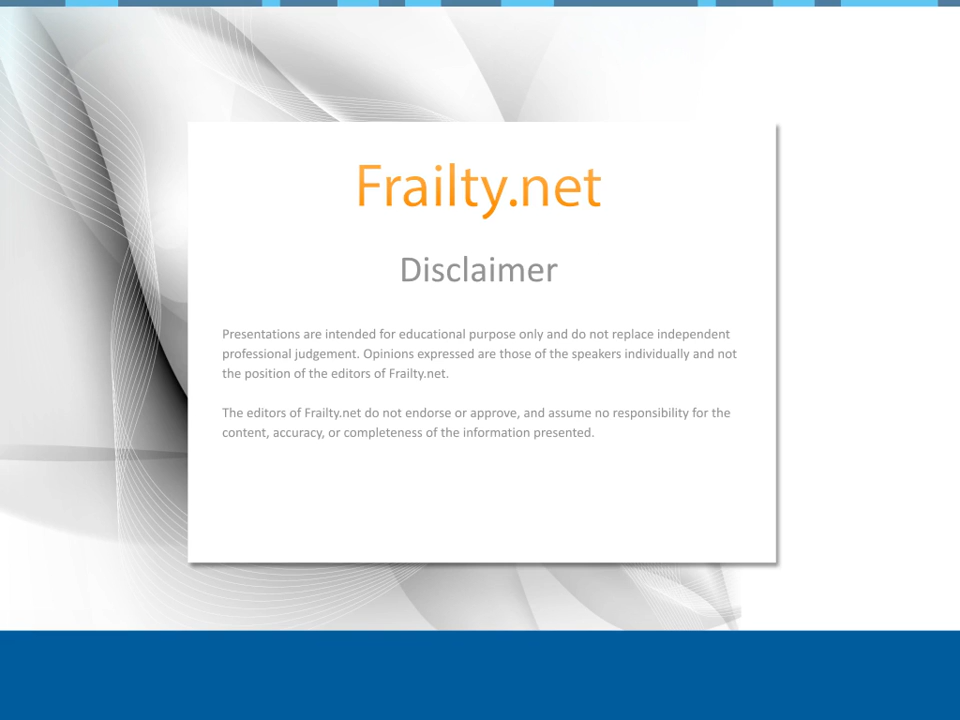 Frailty.net
Disclaimer
Presentations are intended for educational purpose only and do not replace independent
professional judgement. Opinions expressed are those of the speakers individually and not
the position of the editors of Frailty.net.
The editors of Frailty.net do not endorse or approve, and assume no responsibility for the
content, accuracy, or completeness of the information presented.